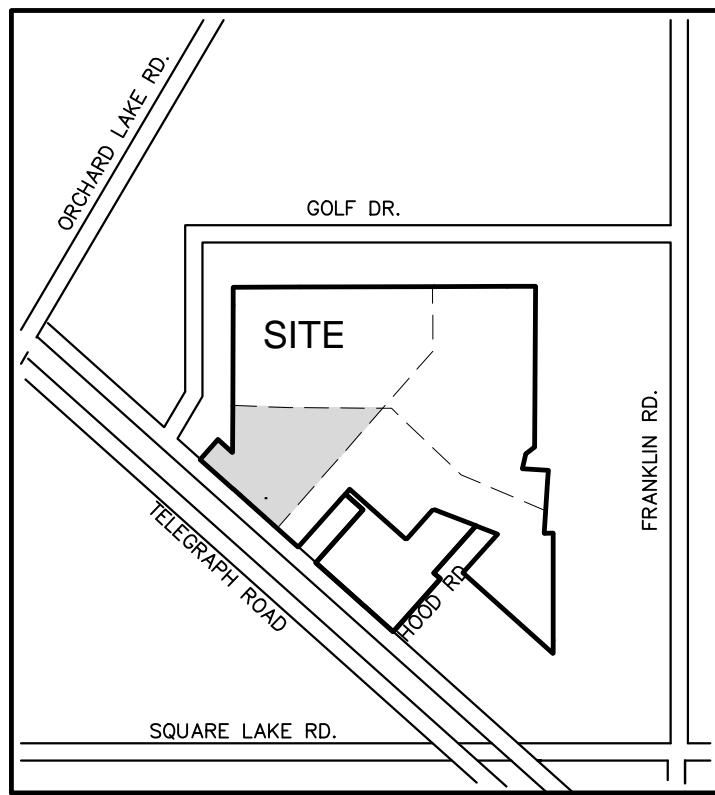 ORCHARD LAKE RD.
GOLF DR.
SITE
FRANKLIN RD.
TELEGRAPH ROAD
HOOD RD
SQUARE LAKE RD.